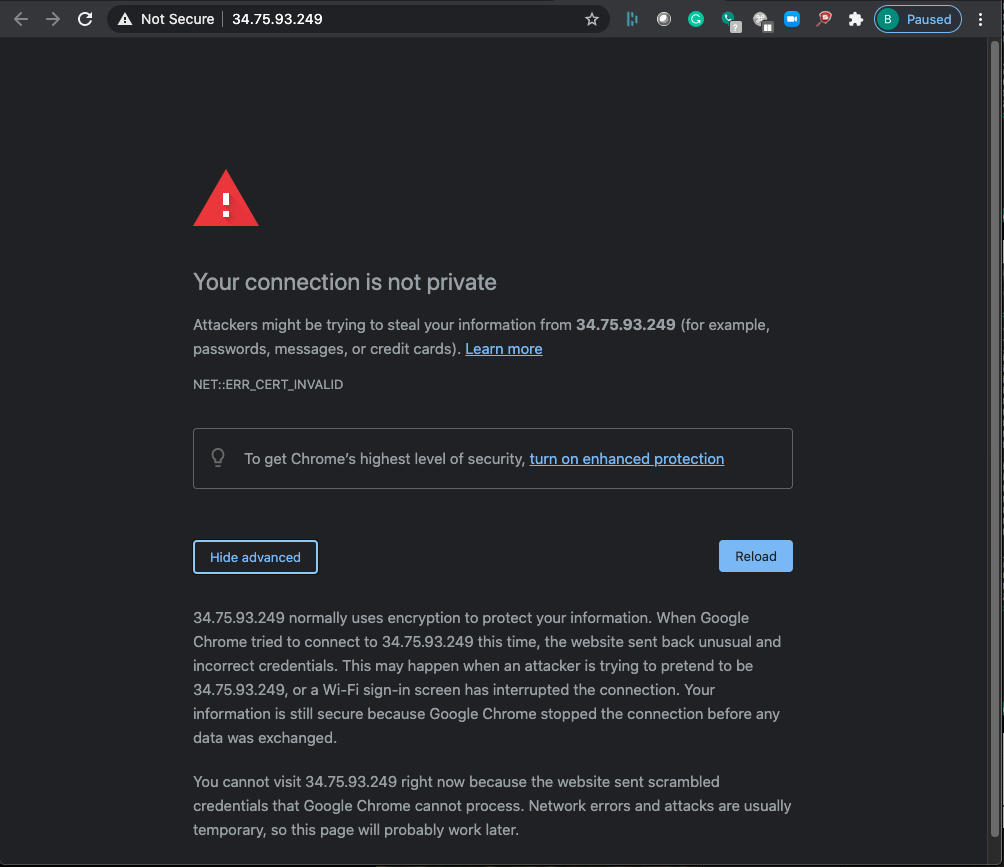 Not Secure | 34.75.93.249
B Paused
Your connection is not private
Attackers might be trying to steal your information from 34.75.93.249 (for example,
passwords, messages, or credit cards). Learn more
NET::ERR_CERT_INVALID
To get Chrome’s highest level of security, turn on enhanced protection
Hide advanced
Reload
34.75.93.249 normally uses encryption to protect your information. When Google
Chrome tried to connect to 34.75.93.249 this time, the website sent back unusual and
incorrect credentials. This may happen when an attacker is trying to pretend to be
34.75.93.249, or a Wi-Fi sign-in screen has interrupted the connection. Your
information is still secure because Google Chrome stopped the connection before any
data was exchanged.
You cannot visit 34.75.93.249 right now because the website sent scrambled
credentials that Google Chrome cannot process. Network errors and attacks are usually
temporary, so this page will probably work later.